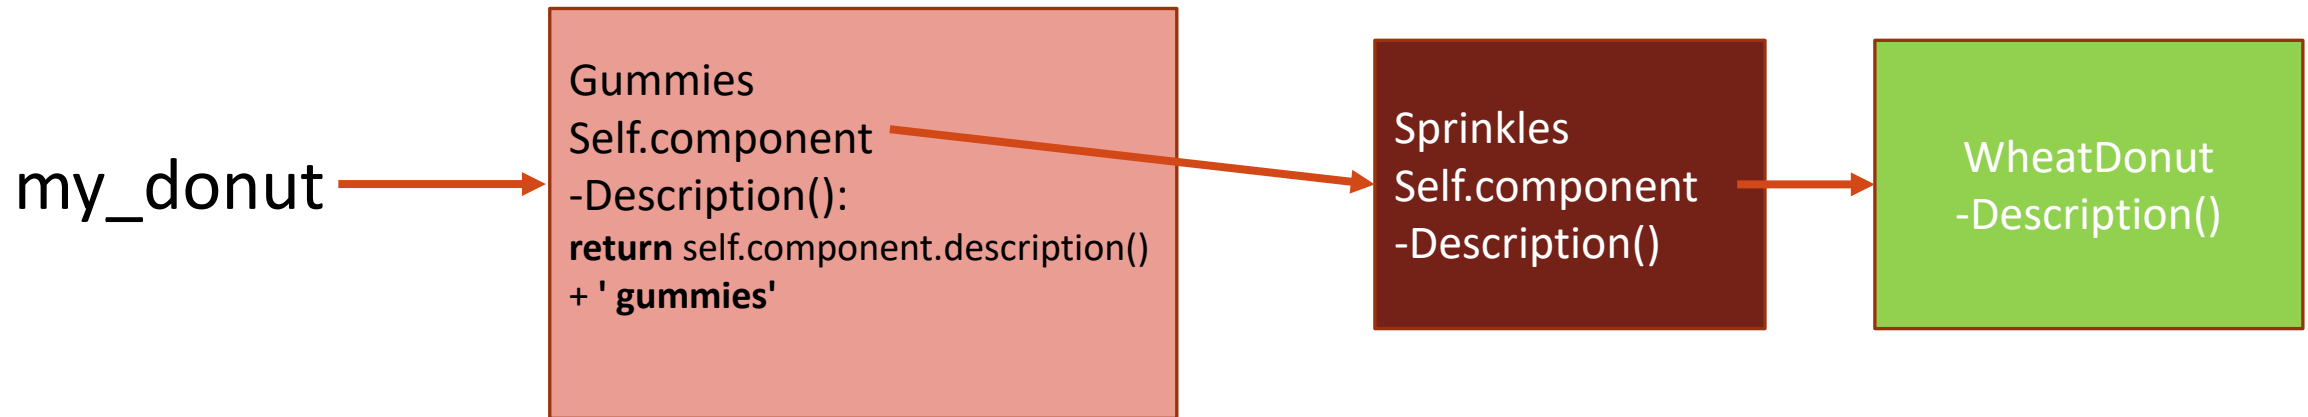 my_donut
Gummies
Self.component
-Description():
return self.component.description()
+ ' gummies'
Sprinkles
Self.component
-Description()
WheatDonut
-Description()